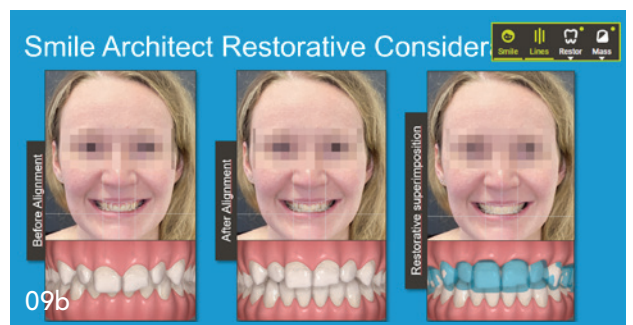 Smile Architect Restorative Consider
Smile Lines Restor Mass
Before Alignment
After Alignment
Restorative superimposition
09b